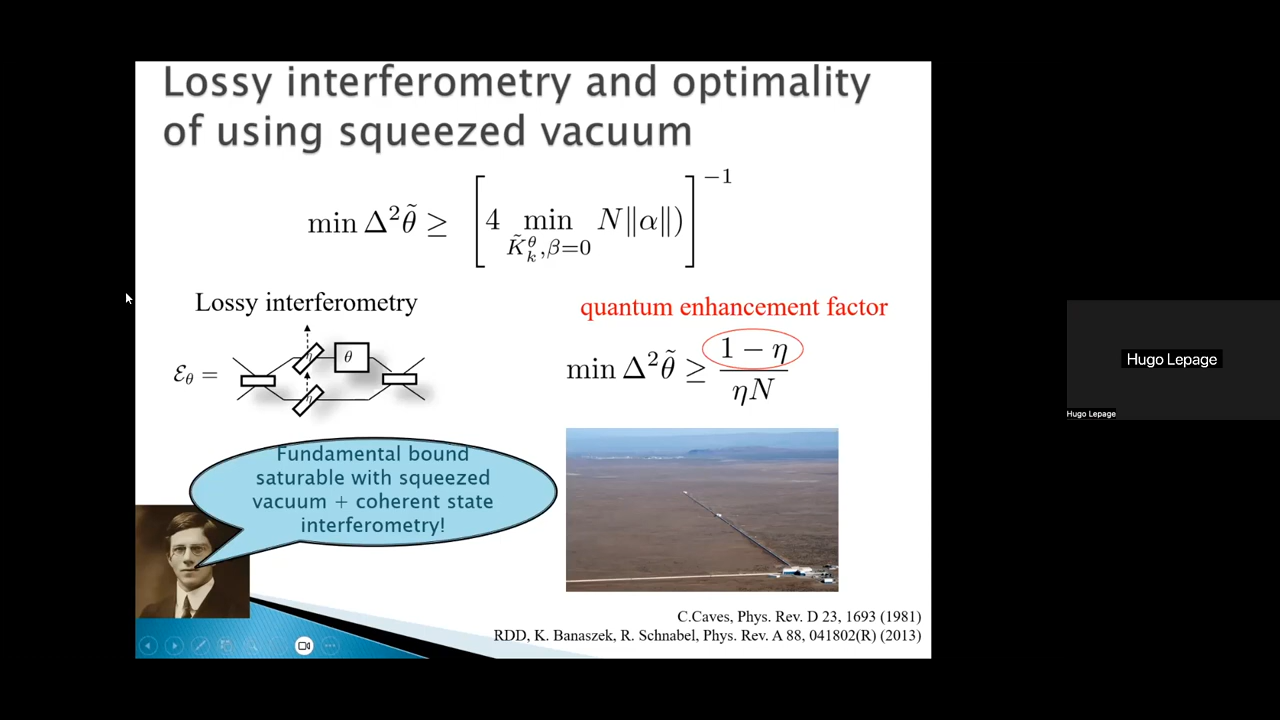 Lossy interferometry and optimality
of using squeezed vacuum
min Δ²θ̃ ≥ [4 min_{K̃_k^θ, β=0} N‖α‖)]^{−1}
Lossy interferometry
quantum enhancement factor
ℰ_θ =
η
θ
η
min Δ²θ̃ ≥ (1 − η)/(ηN)
Fundamental bound
saturable with squeezed
vacuum + coherent state
interferometry!
C.Caves, Phys. Rev. D 23, 1693 (1981)
RDD, K. Banaszek, R. Schnabel, Phys. Rev. A 88, 041802(R) (2013)
Hugo Lepage
Hugo Lepage